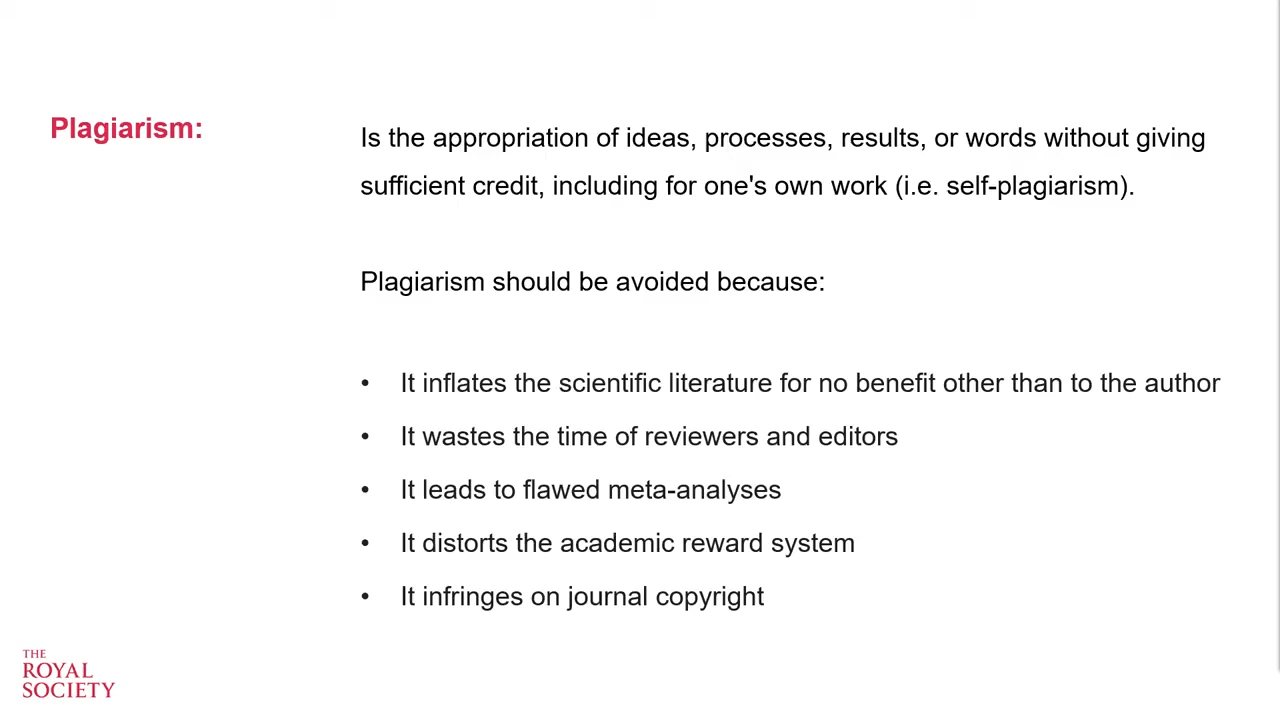 Plagiarism:
Is the appropriation of ideas, processes, results, or words without giving
sufficient credit, including for one's own work (i.e. self-plagiarism).
Plagiarism should be avoided because:
• It inflates the scientific literature for no benefit other than to the author
• It wastes the time of reviewers and editors
• It leads to flawed meta-analyses
• It distorts the academic reward system
• It infringes on journal copyright
THE
ROYAL
SOCIETY